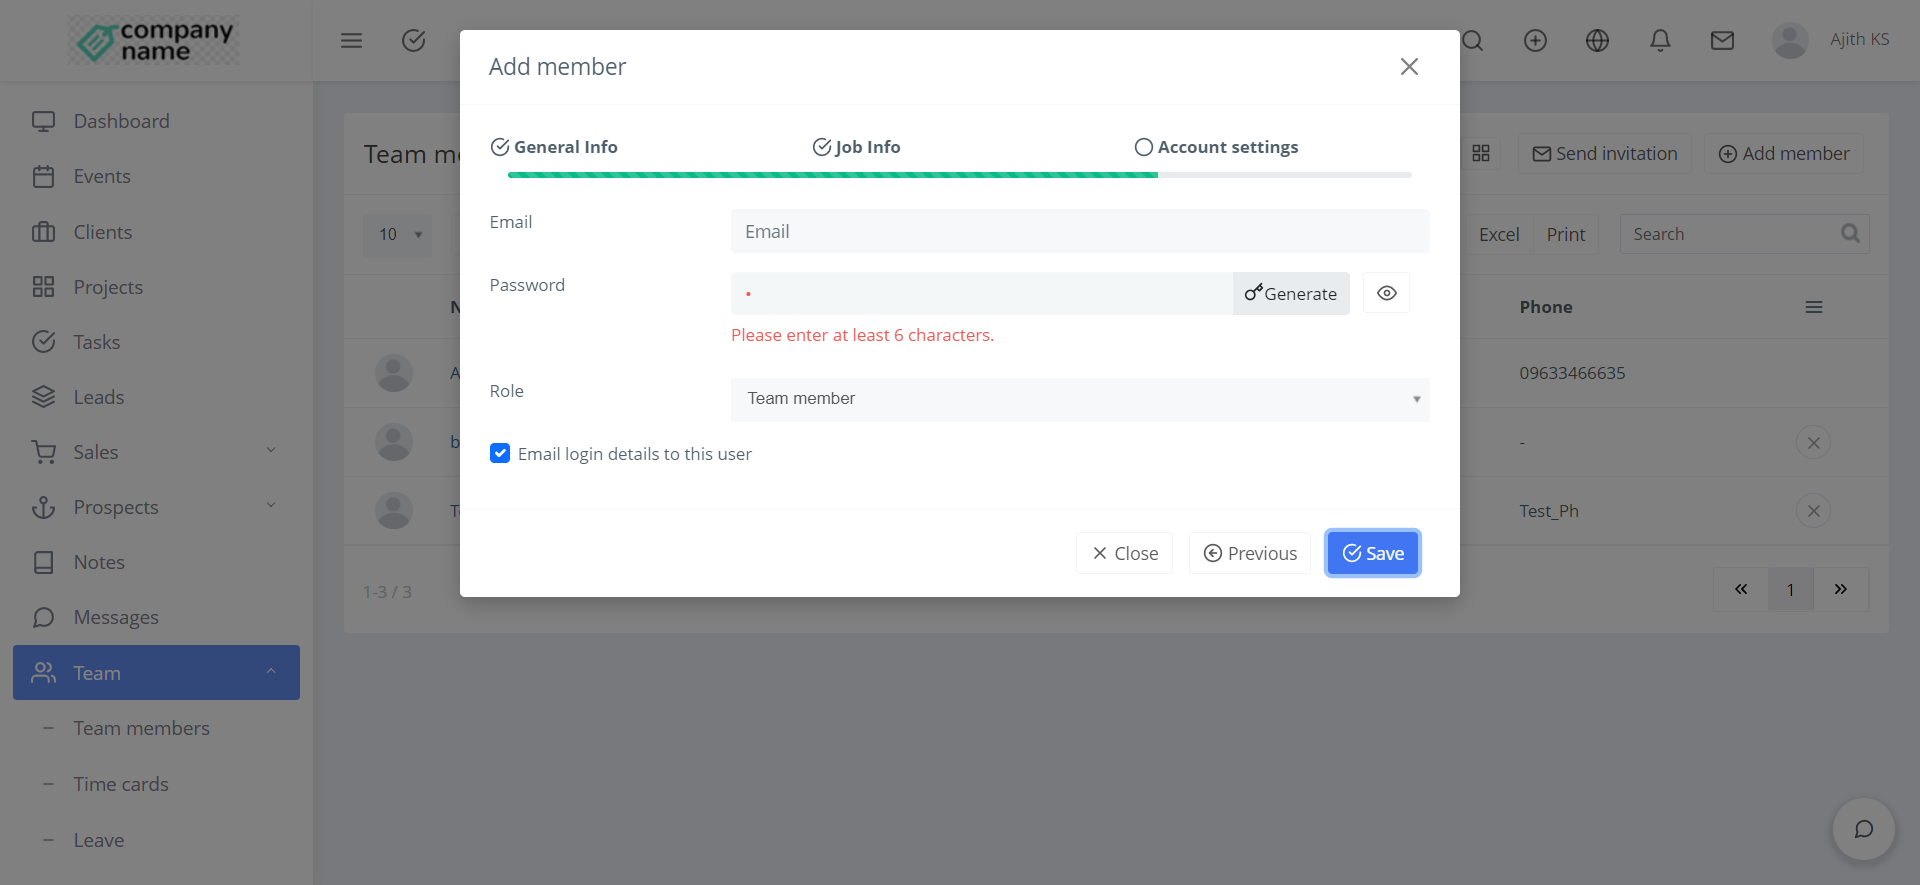 company
name
Ajith KS
Add member
General Info
Job Info
Account settings
Dashboard
Events
Clients
Projects
Tasks
Leads
Sales
Prospects
Notes
Messages
Team
Team members
Time cards
Leave
Team
Send invitation
Add member
10
Excel
Print
Search
Phone
09633466635
-
Test_Ph
1-3 / 3
«
1
»
Email
Email
Password
Generate
Please enter at least 6 characters.
Role
Team member
Email login details to this user
Close
Previous
Save